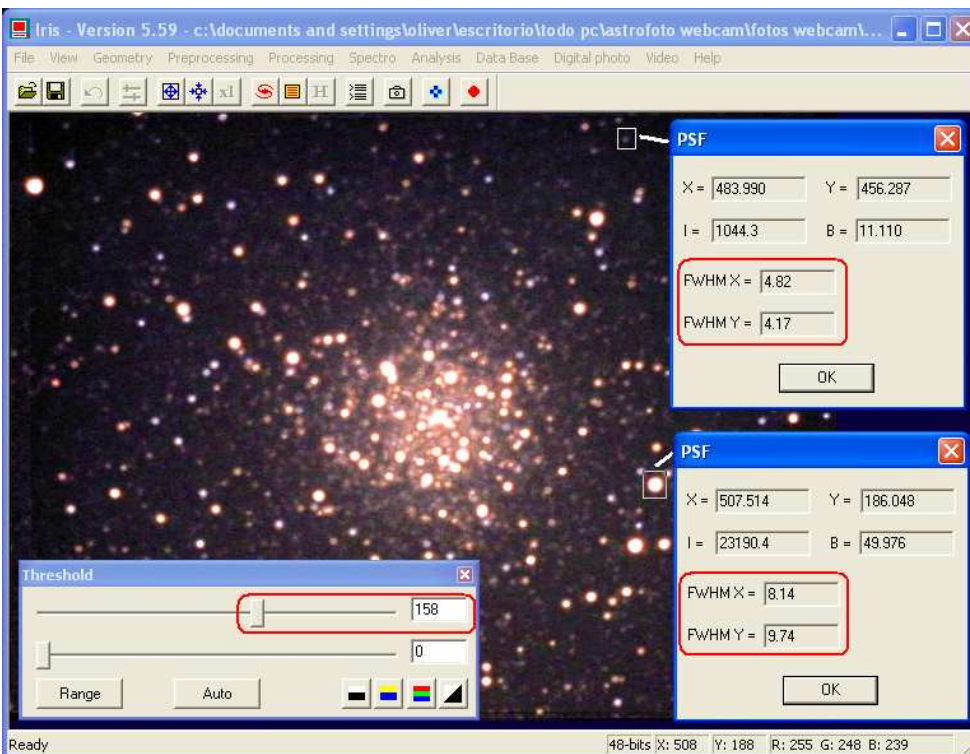 Iris - Version 5.59 - c:\documents and settings\oliver\escritorio\todo pc\astrofoto webcam\fotos webcam\...
File View Geometry Preprocessing Processing Spectro Analysis Data Base Digital photo Video Help
xI H
PSF
X = 483.990 Y = 456.287
I = 1044.3 B = 11.110
FWHM X = 4.82
FWHM Y = 4.17
OK
PSF
X = 507.514 Y = 186.048
I = 23190.4 B = 49.976
FWHM X = 8.14
FWHM Y = 9.74
OK
Threshold
158
0
Range Auto
Ready 48-bits X: 508 Y: 188 R: 255 G: 248 B: 239